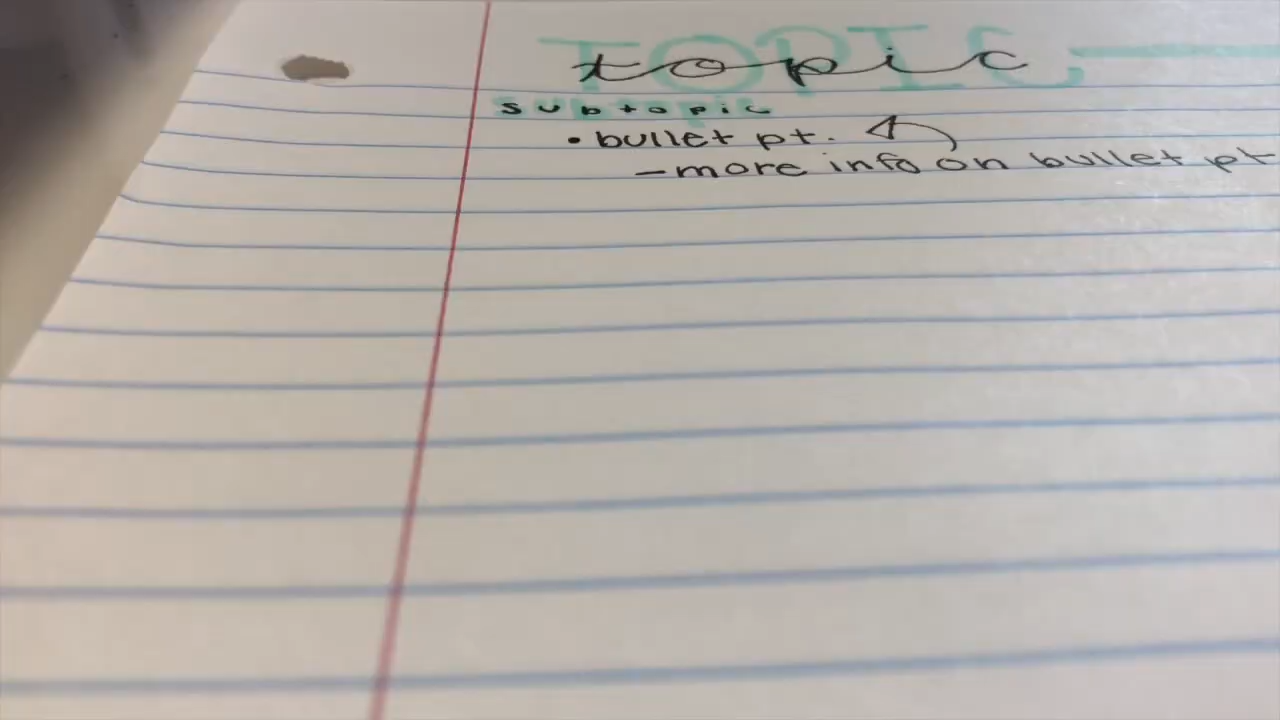 TOPIC
topic
subtopic
• bullet pt.
- more info on bullet pt